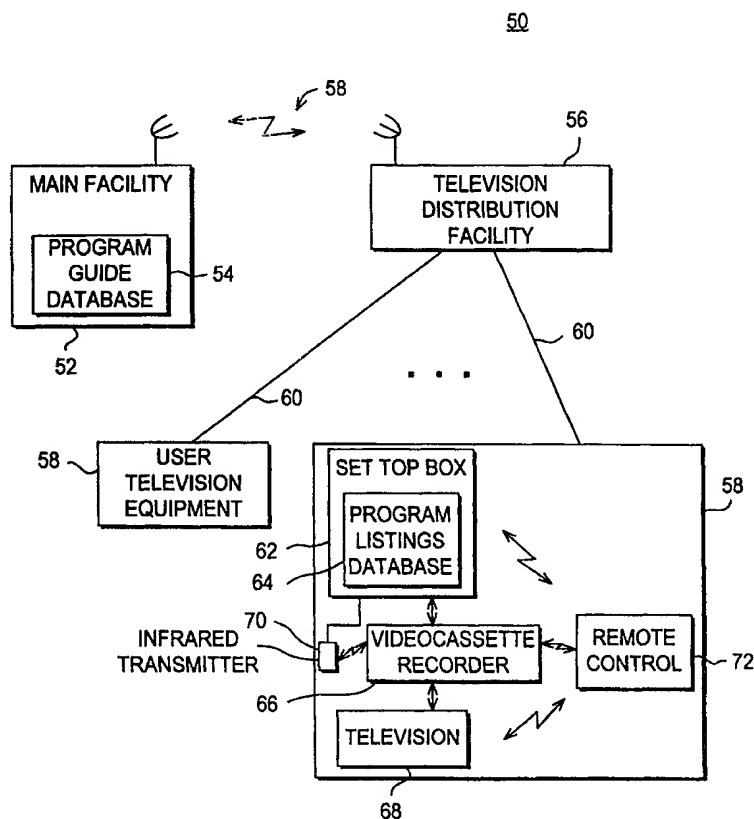 50
58
56
MAIN FACILITY
PROGRAM
GUIDE
DATABASE
54
52
TELEVISION
DISTRIBUTION
FACILITY
60
60
. . .
58
USER
TELEVISION
EQUIPMENT
58
SET TOP BOX
PROGRAM
LISTINGS
DATABASE
62
64
70
INFRARED
TRANSMITTER
VIDEOCASSETTE
RECORDER
66
REMOTE
CONTROL
72
TELEVISION
68